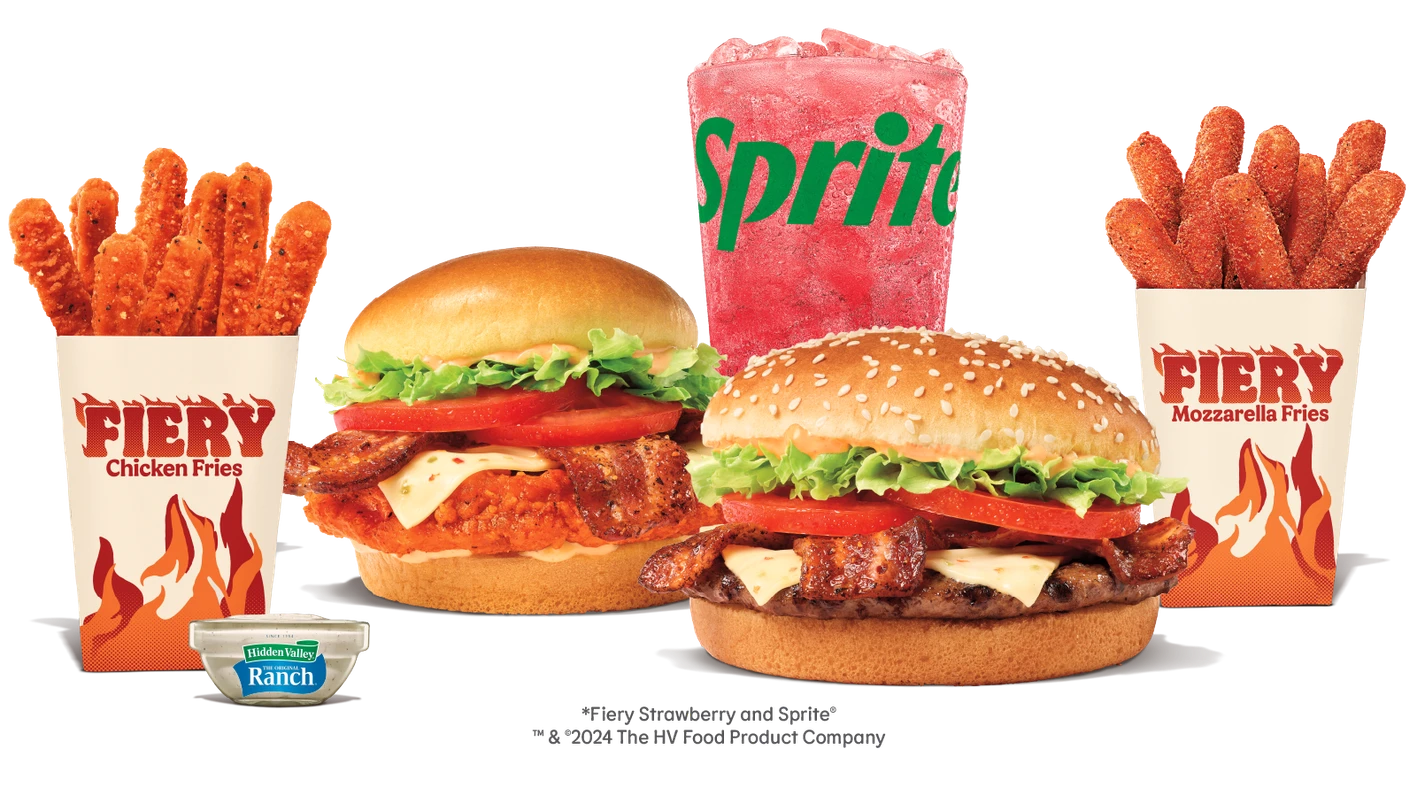 Sprite
FIERY
Mozzarella Fries
FIERY
Chicken Fries
Hidden Valley
THE ORIGINAL
Ranch
*Fiery Strawberry and Sprite®
™ & ©2024 The HV Food Product Company